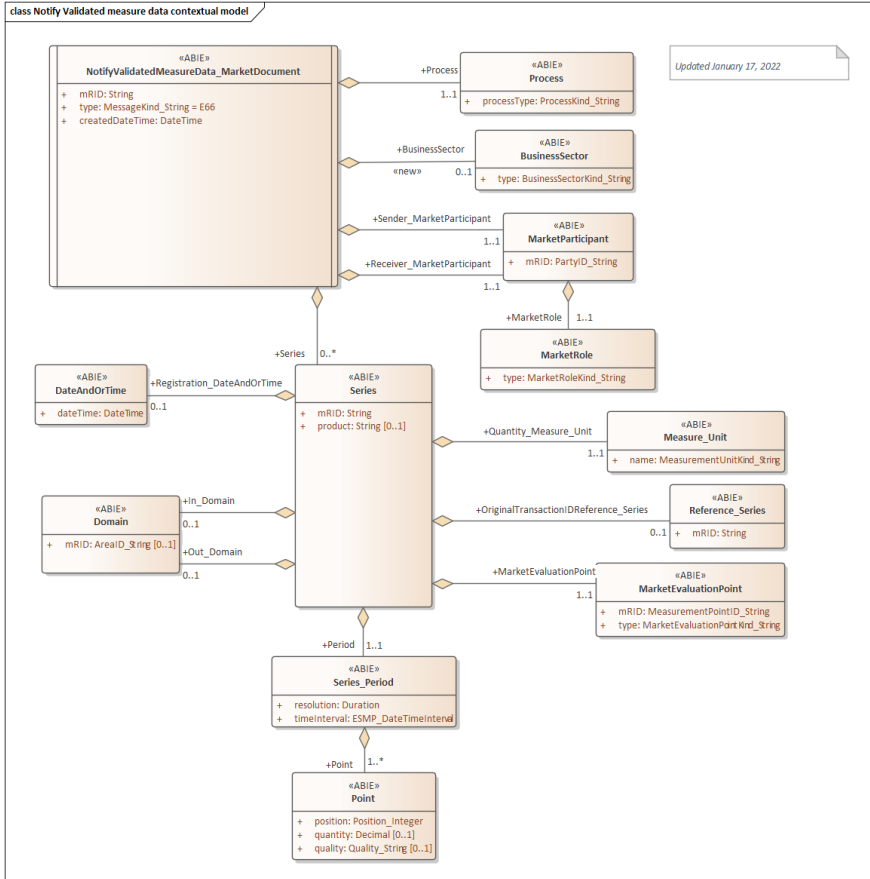 class Notify Validated measure data contextual model
«ABIE»
NotifyValidatedMeasureData_MarketDocument
+ mRID: String
+ type: MessageKind_String = E66
+ createdDateTime: DateTime
+Process
1..1
«ABIE»
Process
+ processType: ProcessKind_String
Updated January 17, 2022
+BusinessSector
«new»
0..1
«ABIE»
BusinessSector
+ type: BusinessSectorKind_String
+Sender_MarketParticipant
1..1
+Receiver_MarketParticipant
1..1
«ABIE»
MarketParticipant
+ mRID: PartyID_String
+MarketRole
1..1
«ABIE»
MarketRole
+ type: MarketRoleKind_String
+Series
0..*
«ABIE»
DateAndOrTime
+ dateTime: DateTime
+Registration_DateAndOrTime
0..1
«ABIE»
Series
+ mRID: String
+ product: String [0..1]
+Quantity_Measure_Unit
1..1
«ABIE»
Measure_Unit
+ name: MeasurementUnitKind_String
«ABIE»
Domain
+ mRID: AreaID_String [0..1]
+In_Domain
0..1
+Out_Domain
0..1
+OriginalTransactionIDReference_Series
0..1
«ABIE»
Reference_Series
+ mRID: String
+MarketEvaluationPoint
1..1
«ABIE»
MarketEvaluationPoint
+ mRID: MeasurementPointID_String
+ type: MarketEvaluationPointKind_String
+Period
1..1
«ABIE»
Series_Period
+ resolution: Duration
+ timeInterval: ESMP_DateTimeInterval
+Point
1..*
«ABIE»
Point
+ position: Position_Integer
+ quantity: Decimal [0..1]
+ quality: Quality_String [0..1]